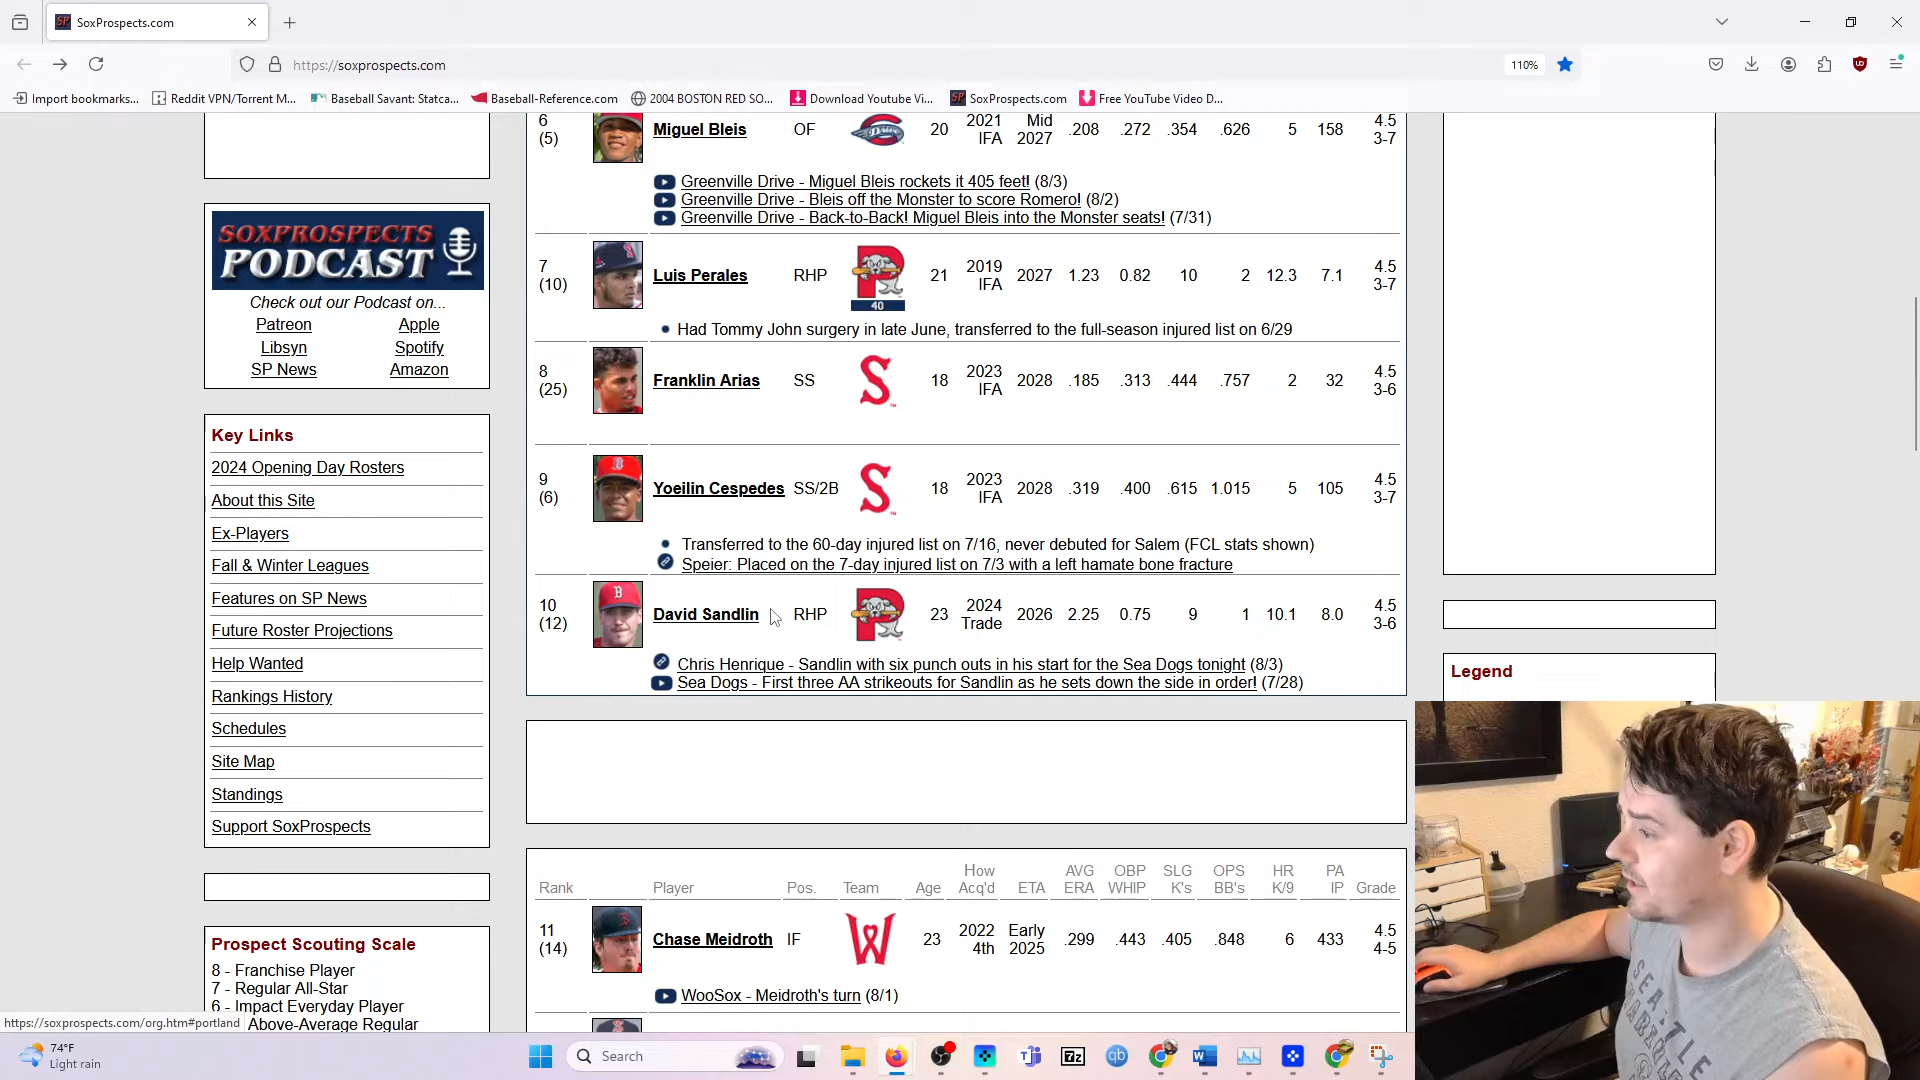 SoxProspects.com
https://soxprospects.com
110%
Import bookmarks...
Reddit VPN/Torrent M...
Baseball Savant: Statca...
Baseball-Reference.com
2004 BOSTON RED SO...
Download Youtube Vi...
SoxProspects.com
Free YouTube Video D...
SOXPROSPECTS
PODCAST
Check out our Podcast on...
Patreon Apple
Libsyn Spotify
SP News Amazon
Key Links
2024 Opening Day Rosters
About this Site
Ex-Players
Fall & Winter Leagues
Features on SP News
Future Roster Projections
Help Wanted
Rankings History
Schedules
Site Map
Standings
Support SoxProspects
Prospect Scouting Scale
8 - Franchise Player
7 - Regular All-Star
6 - Impact Everyday Player
Above-Average Regular
https://soxprospects.com/org.htm#portland
6 (5) Miguel Bleis OF 20 2021 IFA Mid 2027 .208 .272 .354 .626 5 158 4.5 3-7
Greenville Drive - Miguel Bleis rockets it 405 feet! (8/3)
Greenville Drive - Bleis off the Monster to score Romero! (8/2)
Greenville Drive - Back-to-Back! Miguel Bleis into the Monster seats! (7/31)
7 (10) Luis Perales RHP 40 21 2019 IFA 2027 1.23 0.82 10 2 12.3 7.1 4.5 3-7
Had Tommy John surgery in late June, transferred to the full-season injured list on 6/29
8 (25) Franklin Arias SS 18 2023 IFA 2028 .185 .313 .444 .757 2 32 4.5 3-6
9 (6) Yoeilin Cespedes SS/2B 18 2023 IFA 2028 .319 .400 .615 1.015 5 105 4.5 3-7
Transferred to the 60-day injured list on 7/16, never debuted for Salem (FCL stats shown)
Speier: Placed on the 7-day injured list on 7/3 with a left hamate bone fracture
10 (12) David Sandlin RHP 23 2024 Trade 2026 2.25 0.75 9 1 10.1 8.0 4.5 3-6
Chris Henrique - Sandlin with six punch outs in his start for the Sea Dogs tonight (8/3)
Sea Dogs - First three AA strikeouts for Sandlin as he sets down the side in order! (7/28)
Rank Player Pos. Team Age How Acq'd ETA AVG ERA OBP WHIP SLG K's OPS BB's HR K/9 PA IP Grade
11 (14) Chase Meidroth IF W 23 2022 4th Early 2025 .299 .443 .405 .848 6 433 4.5 4-5
WooSox - Meidroth's turn (8/1)
Legend
SEATTLE
74°F
Light rain
Search